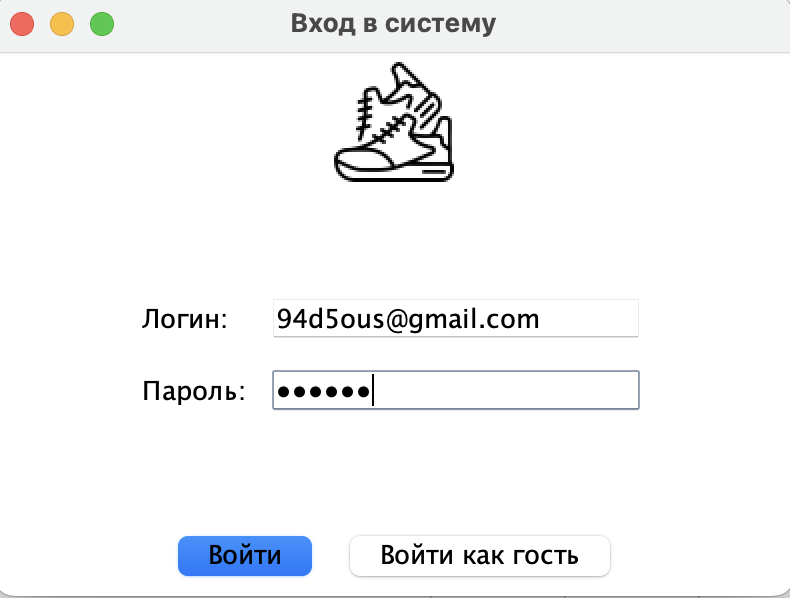 Вход в систему
Логин: 94d5ous@gmail.com
Пароль: ••••••
Войти Войти как гость